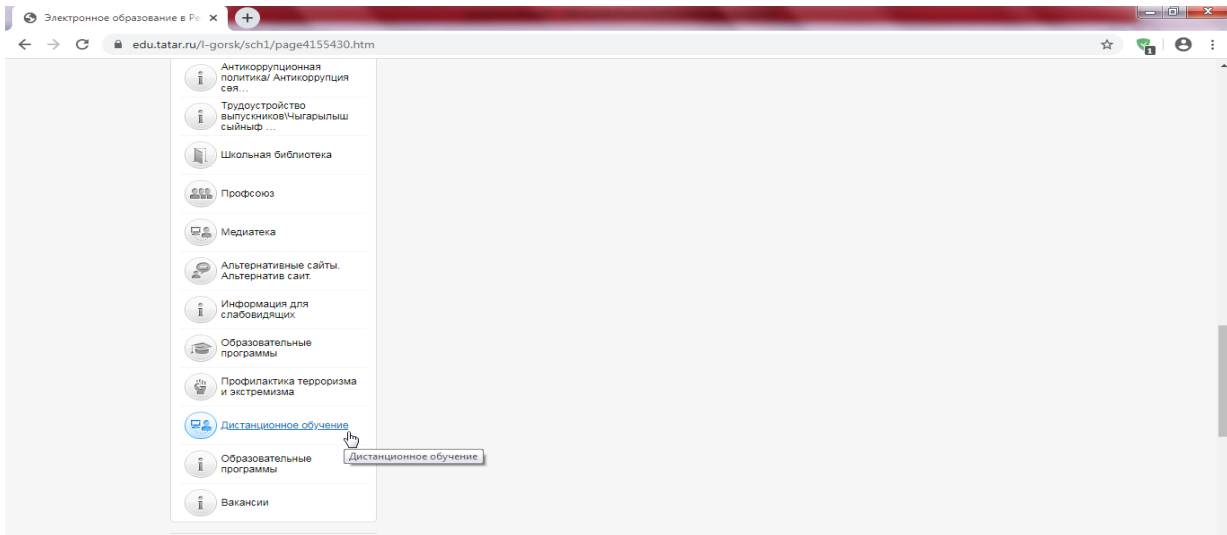 Электронное образование в Ре
edu.tatar.ru/l-gorsk/sch1/page4155430.htm
1
Антикоррупционная
политика/ Антикоррупция
сәя...
Трудоустройство
выпускников\Чыгарылыш
сыйныф ...
Школьная библиотека
Профсоюз
Медиатека
Альтернативные сайты.
Альтернатив сайт.
Информация для
слабовидящих
Образовательные
программы
Профилактика терроризма
и экстремизма
Дистанционное обучение
Дистанционное обучение
Образовательные
программы
Вакансии